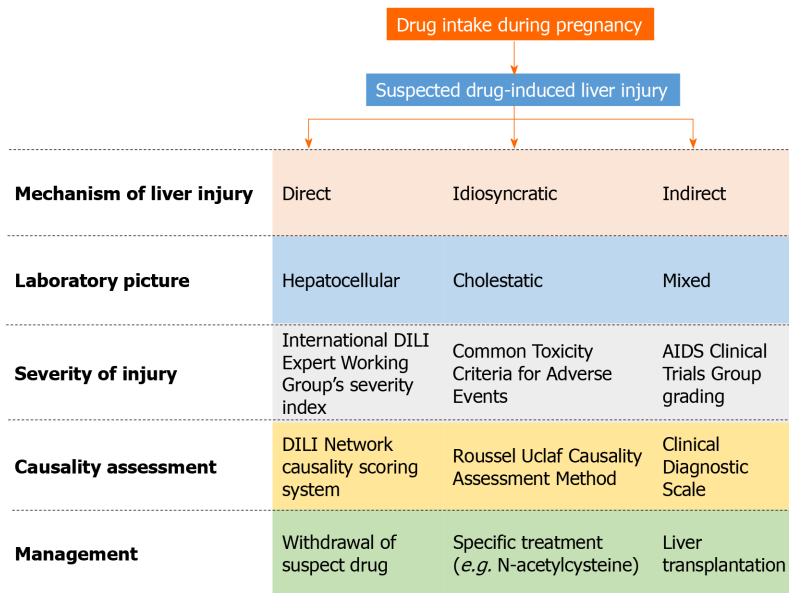 Drug intake during pregnancy
Suspected drug-induced liver injury
Mechanism of liver injury
Direct
Idiosyncratic
Indirect
Laboratory picture
Hepatocellular
Cholestatic
Mixed
Severity of injury
International DILI
Expert Working
Group's severity
index
Common Toxicity
Criteria for Adverse
Events
AIDS Clinical
Trials Group
grading
Causality assessment
DILI Network
causality scoring
system
Roussel Uclaf Causality
Assessment Method
Clinical
Diagnostic
Scale
Management
Withdrawal of
suspect drug
Specific treatment
(e.g. N-acetylcysteine)
Liver
transplantation